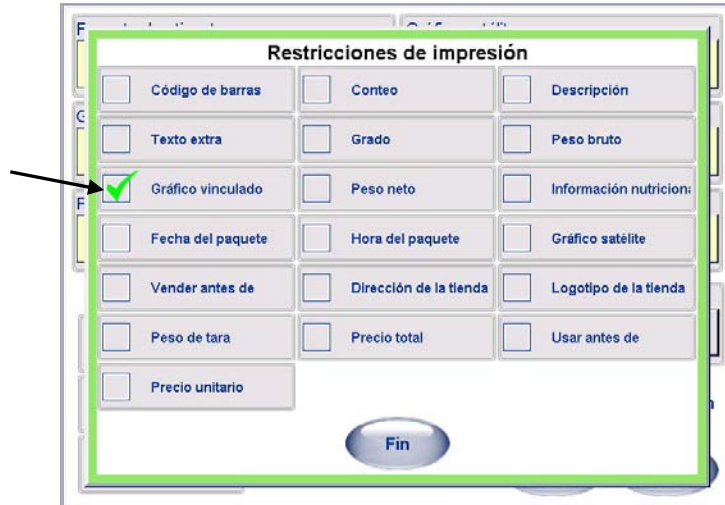 Restricciones de impresión
Código de barras
Conteo
Descripción
Texto extra
Grado
Peso bruto
Gráfico vinculado
Peso neto
Información nutricion
Fecha del paquete
Hora del paquete
Gráfico satélite
Vender antes de
Dirección de la tienda
Logotipo de la tienda
Peso de tara
Precio total
Usar antes de
Precio unitario
Fin